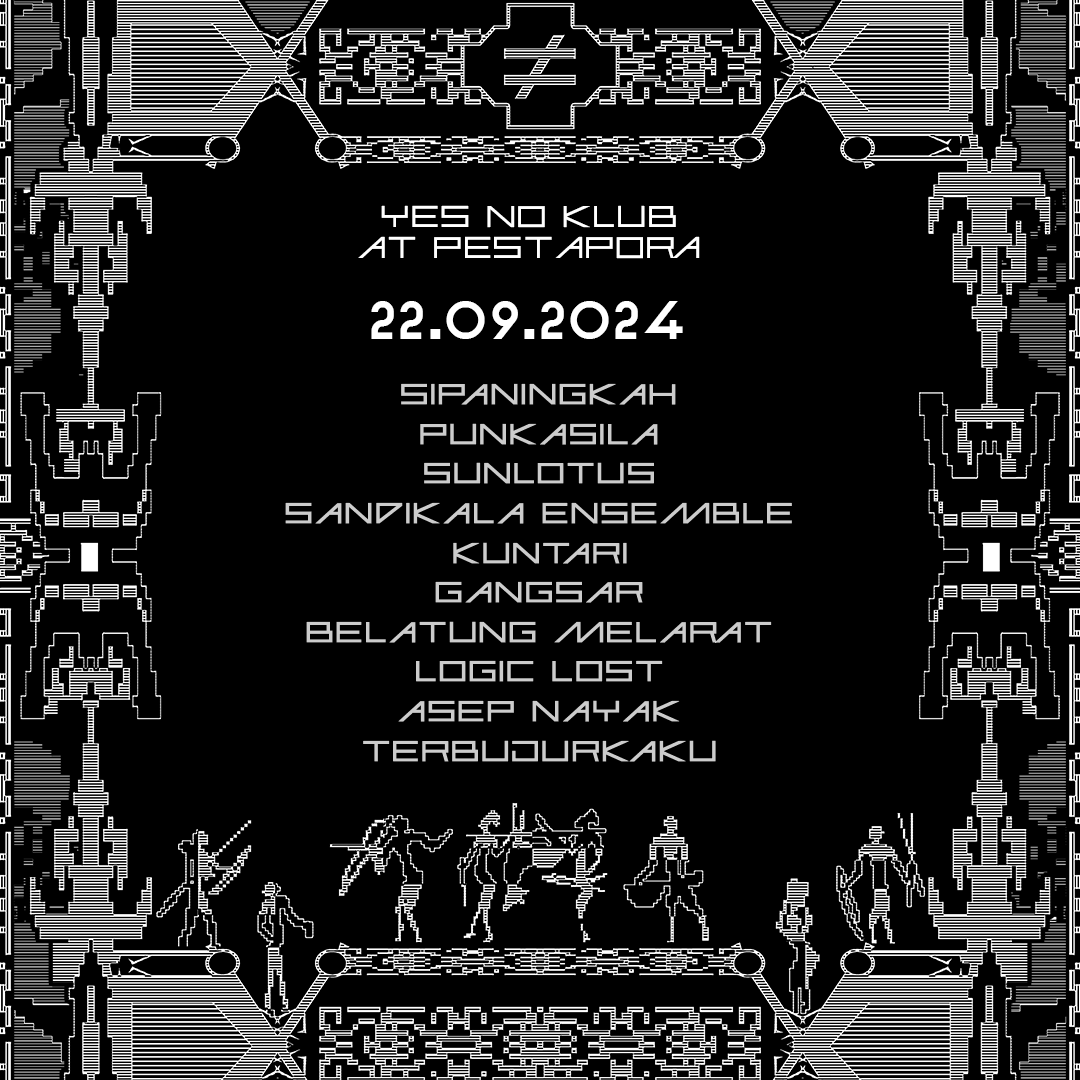 YES NO KLUB
AT PESTAPORA
22.09.2024
SIPANINGKAH
PUNKASILA
SUNLOTUS
SANDIKALA ENSEMBLE
KUNTARI
GANGSAR
BELATUNG MELARAT
LOGIC LOST
ASEP NAYAK
TERBUJURKAKU